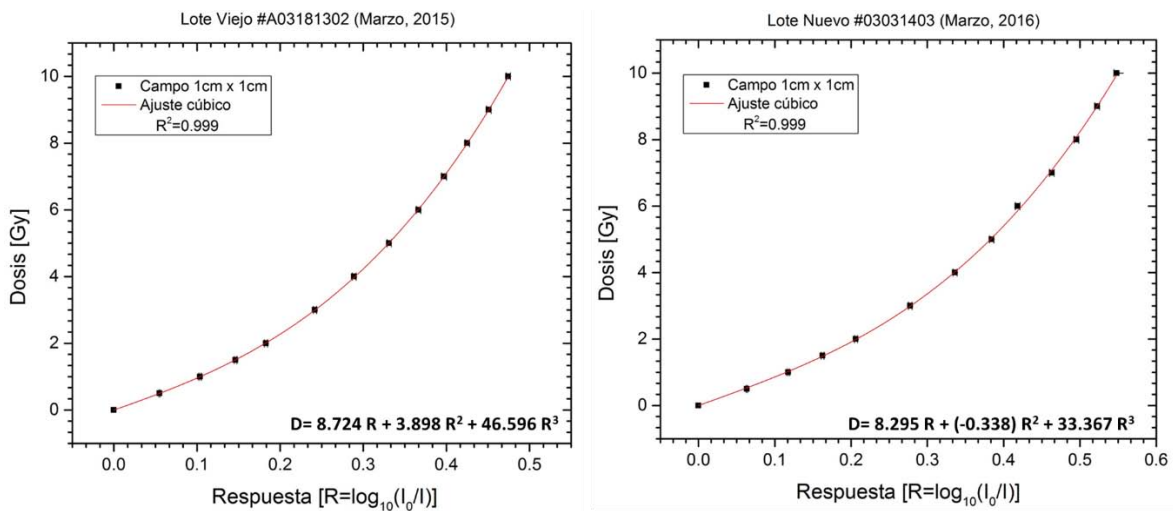 Lote Viejo #A03181302 (Marzo, 2015)
Campo 1cm x 1cm
Ajuste cúbico
R²=0.999
10
8
6
4
2
0
Dosis [Gy]
D= 8.724 R + 3.898 R² + 46.596 R³
0.0 0.1 0.2 0.3 0.4 0.5
Respuesta [R=log₁₀(I₀/I)]
Lote Nuevo #03031403 (Marzo, 2016)
Campo 1cm x 1cm
Ajuste cúbico
R²=0.999
10
8
6
4
2
0
Dosis [Gy]
D= 8.295 R + (-0.338) R² + 33.367 R³
0.0 0.1 0.2 0.3 0.4 0.5 0.6
Respuesta [R=log₁₀(I₀/I)]